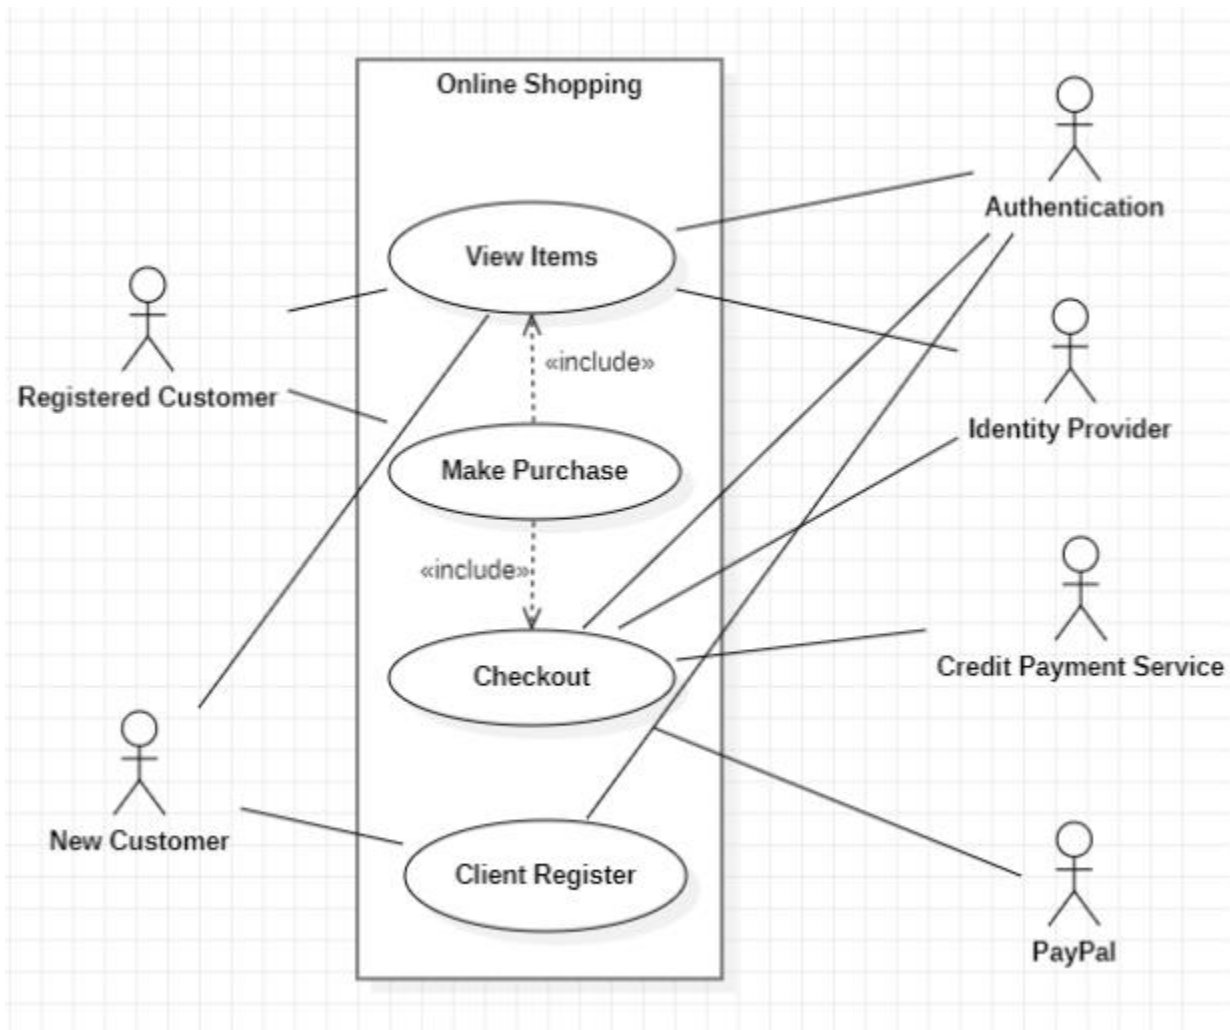 Online Shopping
Authentication
View Items
Registered Customer
«include»
Identity Provider
Make Purchase
«include»
Checkout
Credit Payment Service
New Customer
Client Register
PayPal